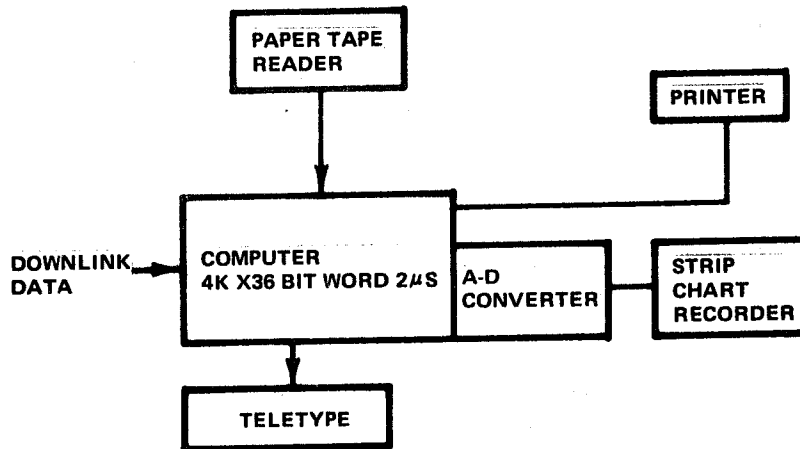 PAPER TAPE
READER
PRINTER
DOWNLINK
DATA
COMPUTER
4K X36 BIT WORD 2μS
A-D
CONVERTER
STRIP
CHART
RECORDER
TELETYPE